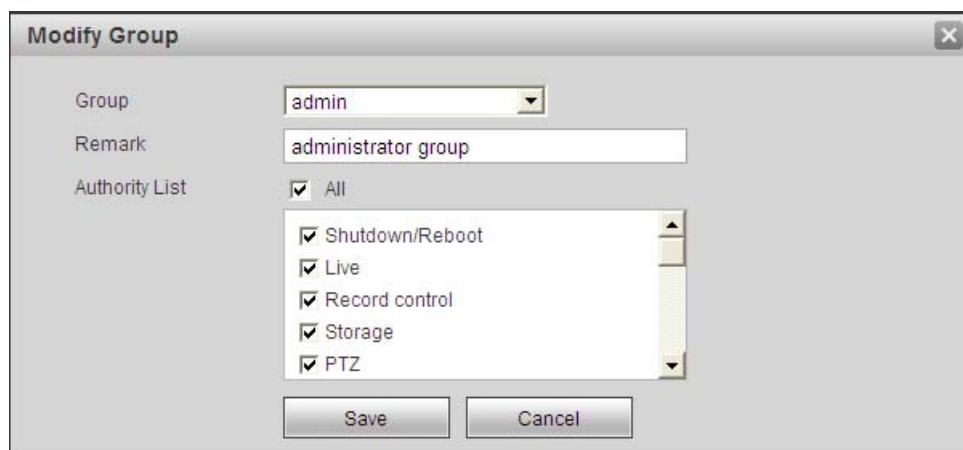 Modify Group
Group admin
Remark administrator group
Authority List All
Shutdown/Reboot
Live
Record control
Storage
PTZ
Save Cancel